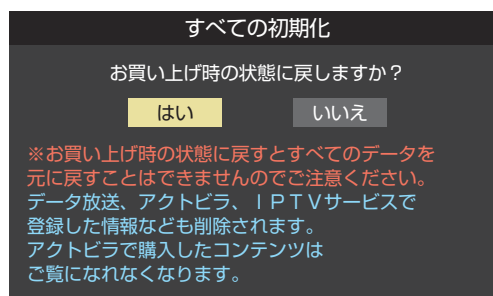 すべての初期化
お買い上げ時の状態に戻しますか？
はい いいえ
※お買い上げ時の状態に戻すとすべてのデータを
元に戻すことはできませんのでご注意ください。
データ放送、アクトビラ、ＩＰＴＶサービスで
登録した情報なども削除されます。
アクトビラで購入したコンテンツは
ご覧になれなくなります。